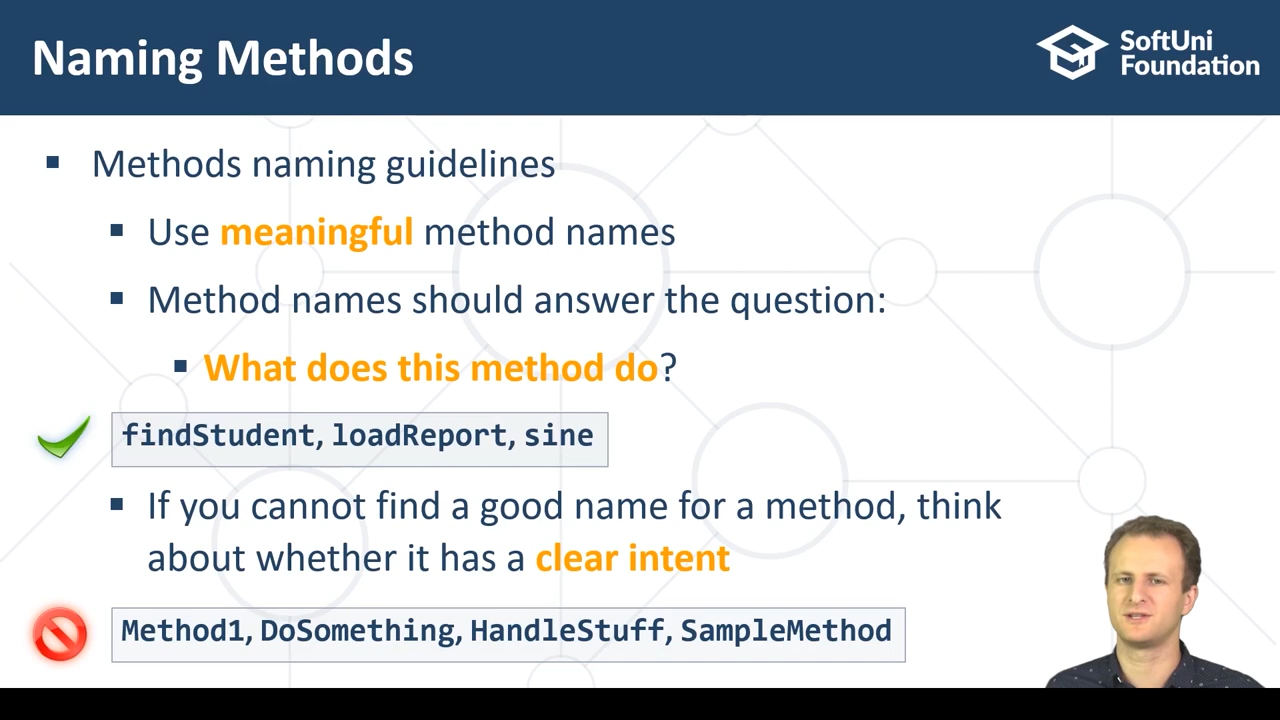 Naming Methods
SoftUni
Foundation
▪ Methods naming guidelines
▪ Use meaningful method names
▪ Method names should answer the question:
▪ What does this method do?
findStudent, loadReport, sine
▪ If you cannot find a good name for a method, think
about whether it has a clear intent
Method1, DoSomething, HandleStuff, SampleMethod